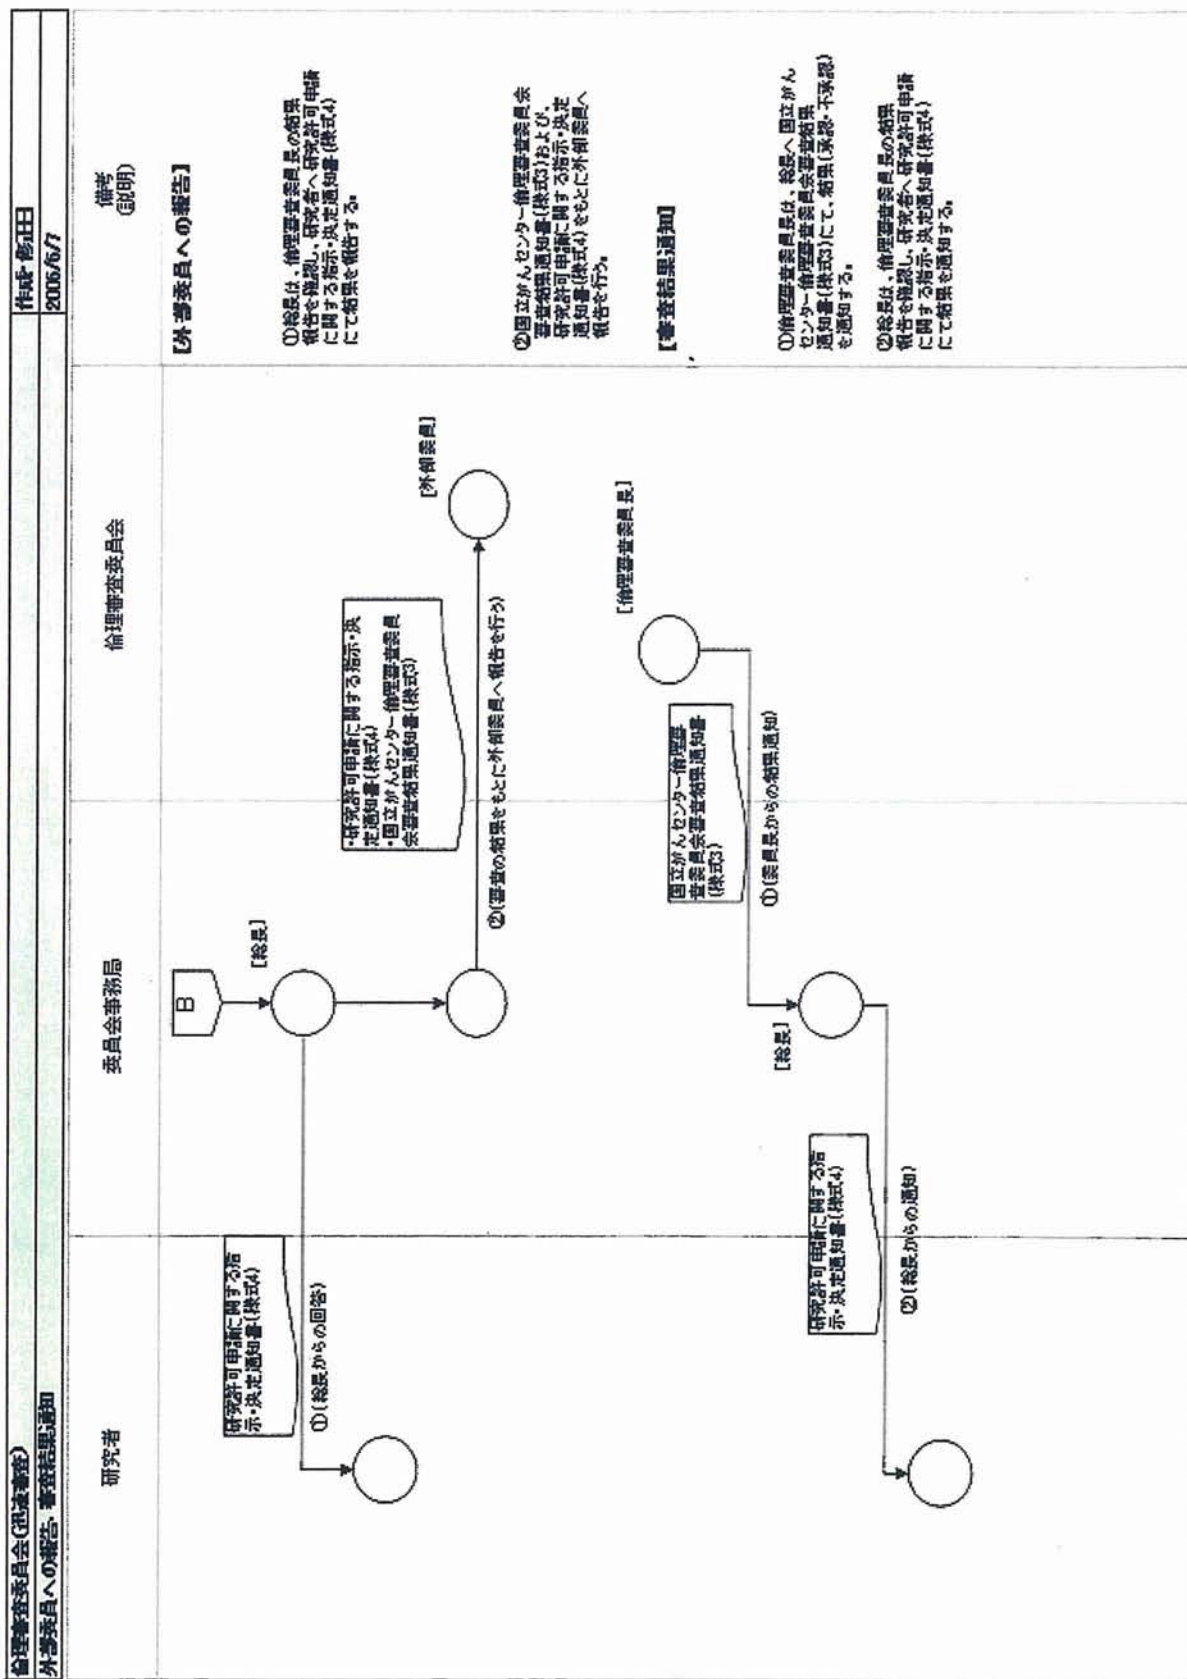 倫理審査委員会(迅速審査)
作成・修正日
外部委員への報告、審査結果通知
2006/6/7
研究者
委員会事務局
倫理審査委員会
備考
(説明)
B
[総長]
研究許可申請に関する指
示・決定通知書(様式4)
①(総長からの回答)
・研究許可申請に関する指示・決
定通知書(様式4)
・国立がんセンター倫理審査委員
会審査結果通知書(様式3)
②(審査の結果をもとに外部委員へ報告を行う)
[外部委員]
[倫理審査委員長]
国立がんセンター倫理審
査委員会審査結果通知書
(様式3)
①(委員長からの結果通知)
[総長]
研究許可申請に関する指
示・決定通知書(様式4)
②(総長からの通知)
【外部委員への報告】
①総長は、倫理審査委員長の結果
報告を確認し、研究者へ研究許可申請
に関する指示・決定通知書(様式4)
にて結果を報告する。
②国立がんセンター倫理審査委員会
審査結果通知書(様式3)および、
研究許可申請に関する指示・決定
通知書(様式4)をもとに外部委員へ
報告を行う。
【審査結果通知】
①倫理審査委員長は、総長へ国立がん
センター倫理審査委員会審査結果
通知書(様式3)にて、結果(承認・不承認)
を通知する。
②総長は、倫理審査委員長の結果
報告を確認し、研究者へ研究許可申請
に関する指示・決定通知書(様式4)
にて結果を通知する。